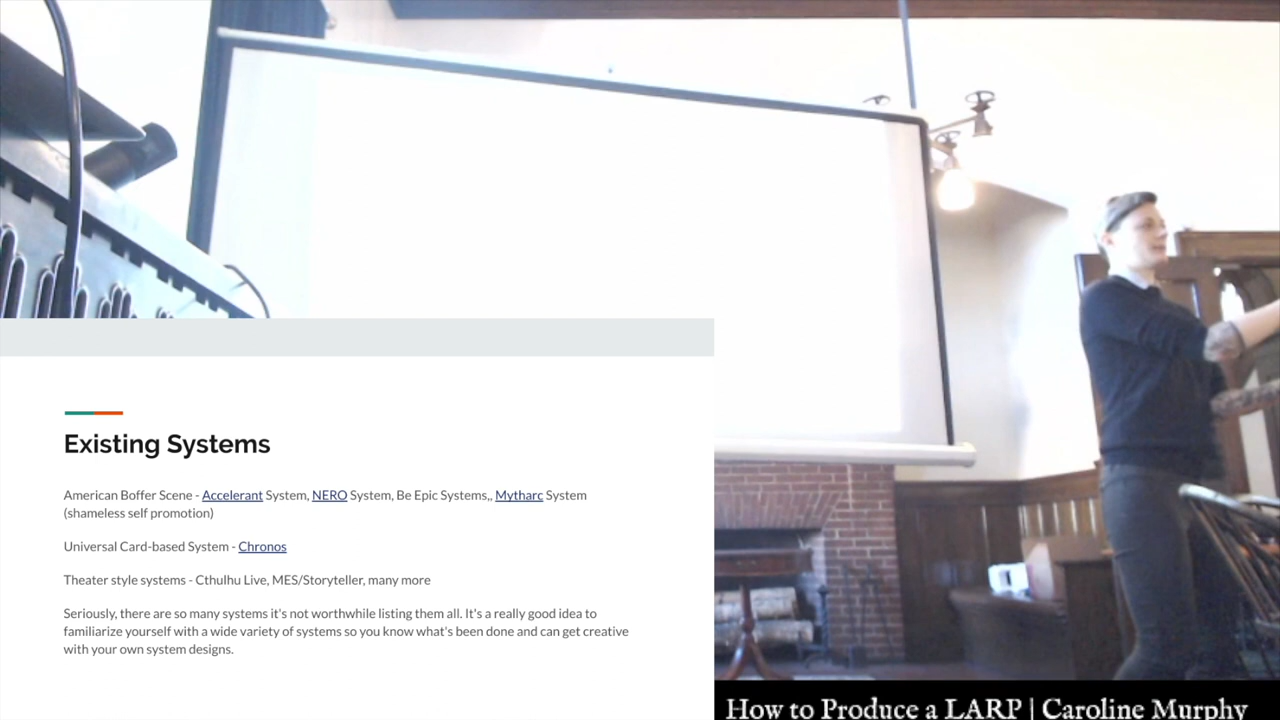 Existing Systems
American Boffer Scene - Accelerant System, NERO System, Be Epic Systems,, Mytharc System
(shameless self promotion)
Universal Card-based System - Chronos
Theater style systems - Cthulhu Live, MES/Storyteller, many more
Seriously, there are so many systems it's not worthwhile listing them all. It's a really good idea to
familiarize yourself with a wide variety of systems so you know what's been done and can get creative
with your own system designs.
How to Produce a LARP | Caroline Murphy